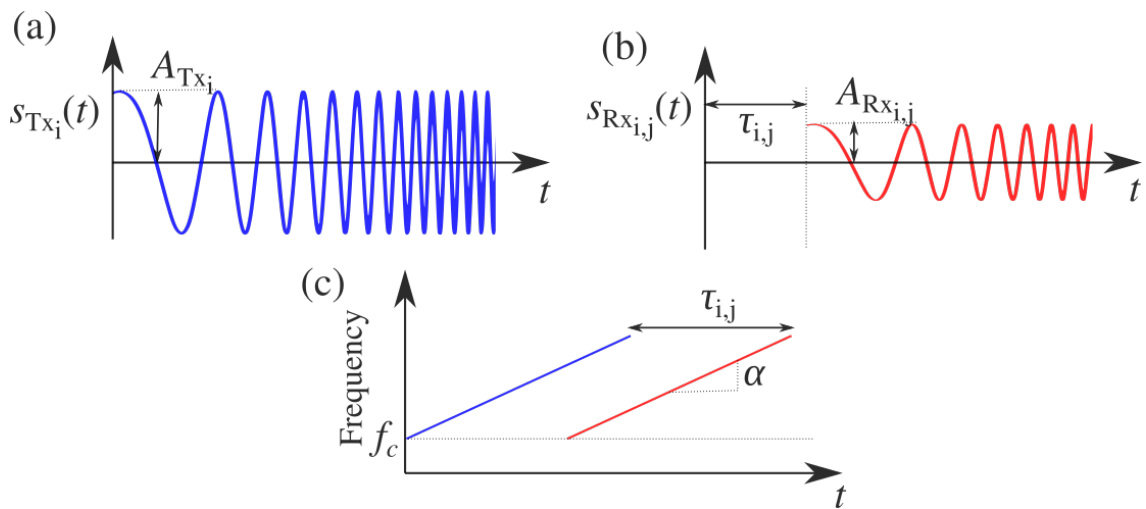 (a)
A_{Tx_i}
s_{Tx_i}(t)
t
(b)
s_{Rx_{i,j}}(t)
τ_{i,j}
A_{Rx_{i,j}}
t
(c)
Frequency
f_c
τ_{i,j}
α
t